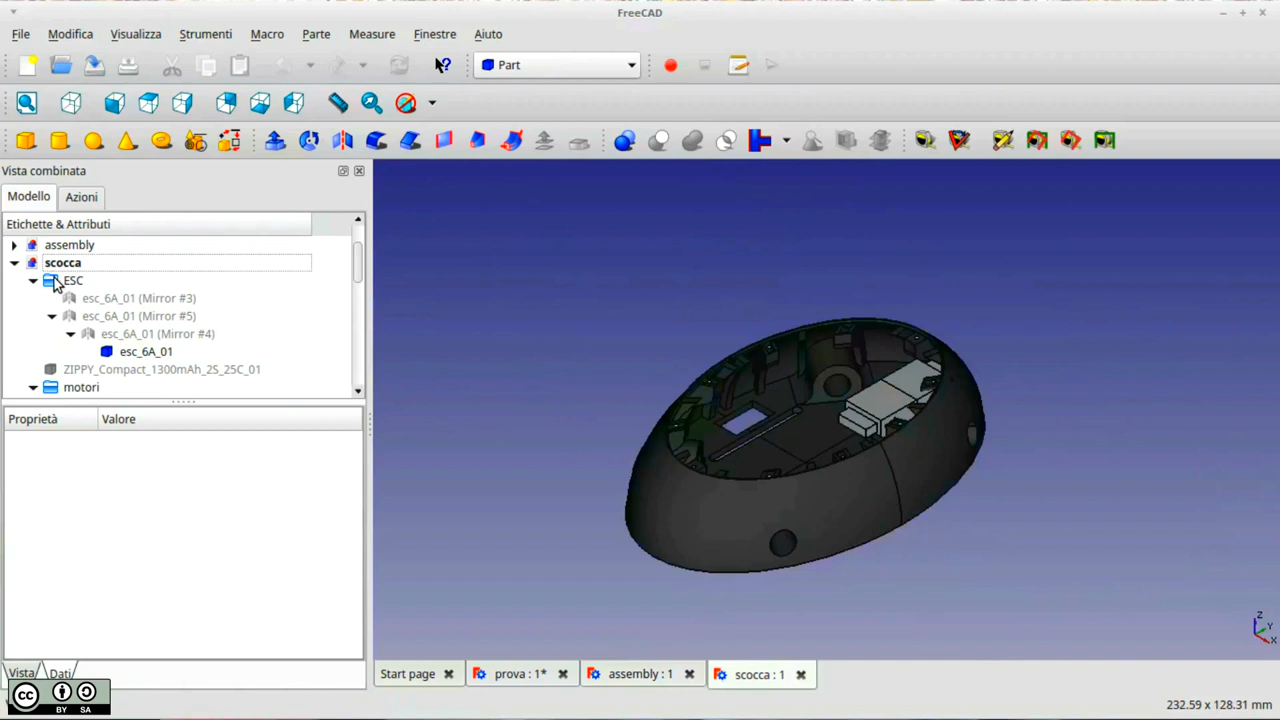 FreeCAD
File Modifica Visualizza Strumenti Macro Parte Measure Finestre Aiuto
Part
Vista combinata
Modello Azioni
Etichette & Attributi
assembly
scocca
ESC
esc_6A_01 (Mirror #3)
esc_6A_01 (Mirror #5)
esc_6A_01 (Mirror #4)
esc_6A_01
ZIPPY_Compact_1300mAh_2S_25C_01
motori
Proprietà Valore
Z
Y
X
Start page prova : 1* assembly : 1 scocca : 1
Vista Dati
cc BY SA
232.59 x 128.31 mm